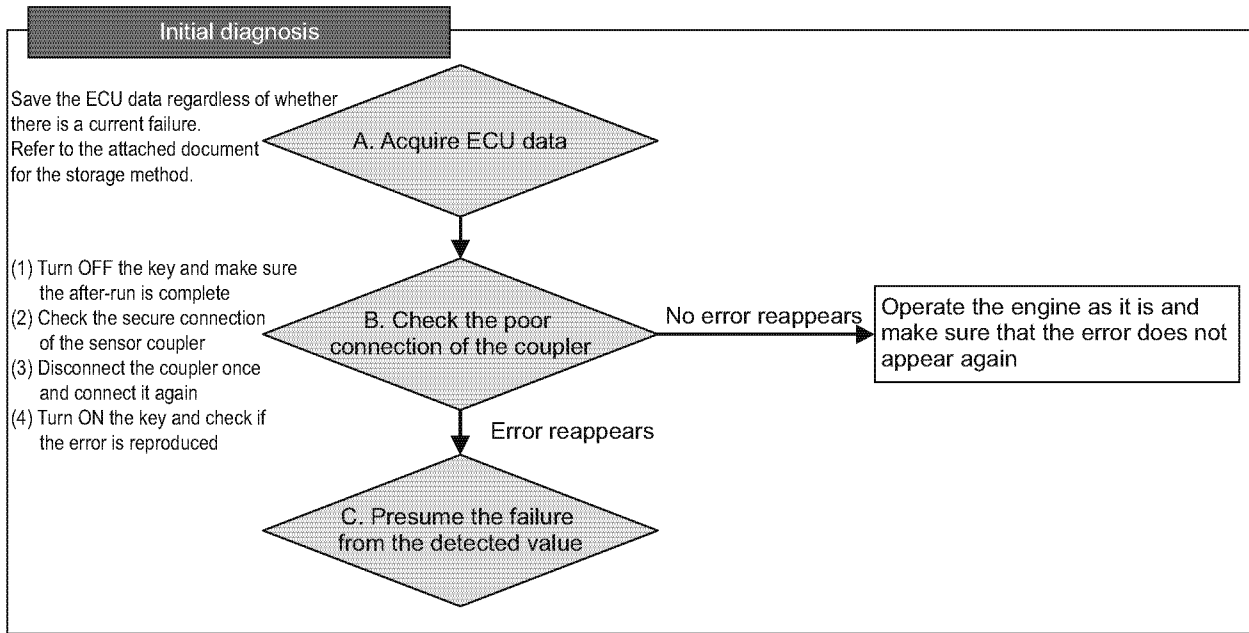 Initial diagnosis
Save the ECU data regardless of whether
there is a current failure.
Refer to the attached document
for the storage method.
A. Acquire ECU data
(1) Turn OFF the key and make sure
the after-run is complete
(2) Check the secure connection
of the sensor coupler
(3) Disconnect the coupler once
and connect it again
(4) Turn ON the key and check if
the error is reproduced
B. Check the poor
connection of the coupler
No error reappears
Operate the engine as it is and
make sure that the error does not
appear again
Error reappears
C. Presume the failure
from the detected value